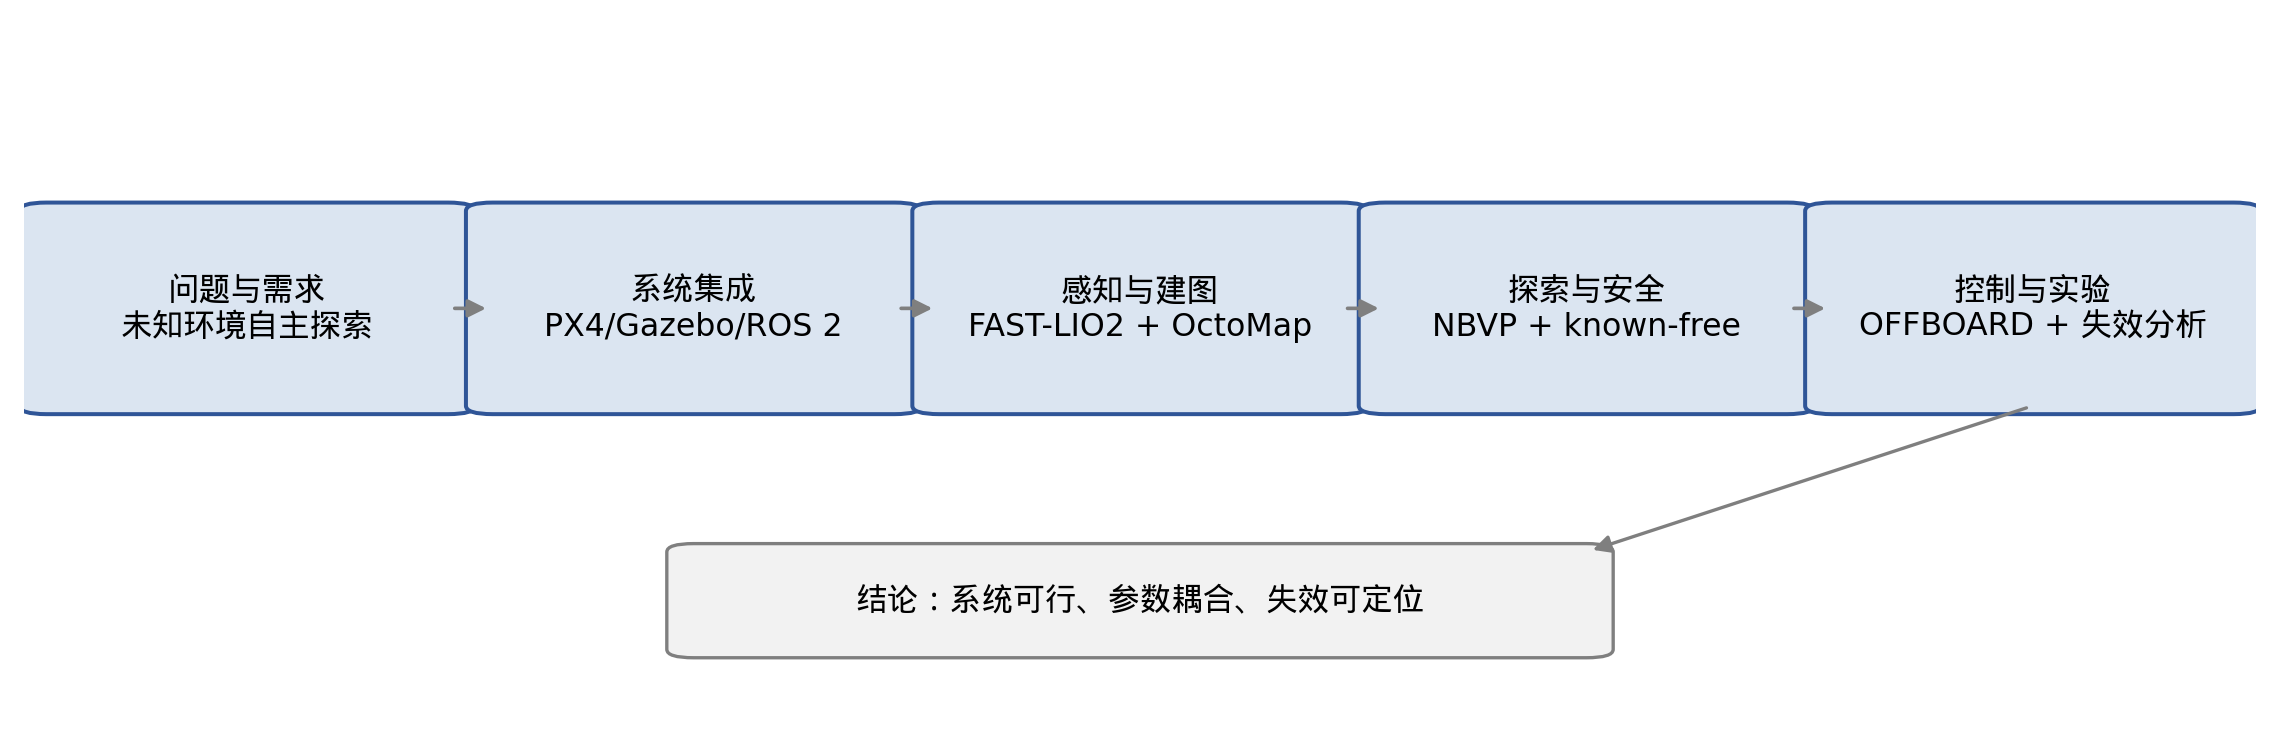 问题与需求
未知环境自主探索
系统集成
PX4/Gazebo/ROS 2
感知与建图
FAST-LIO2 + OctoMap
探索与安全
NBVP + known-free
控制与实验
OFFBOARD + 失效分析
结论：系统可行、参数耦合、失效可定位